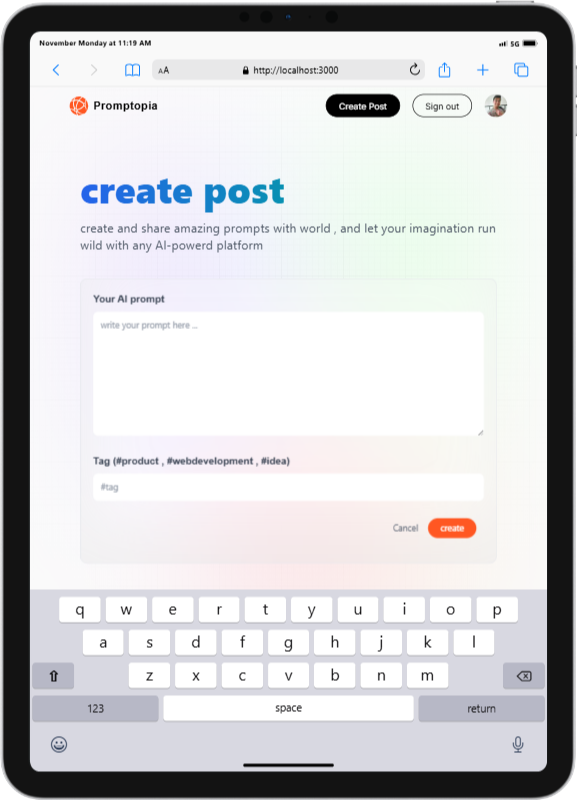 November Monday at 11:19 AM
5G
AA
http://localhost:3000
Promptopia
Create Post
Sign out
create post
create and share amazing prompts with world , and let your imagination run
wild with any AI-powerd platform
Your AI prompt
write your prompt here ...
Tag (#product , #webdevelopment , #idea)
#tag
Cancel
create
q w e r t y u i o p
a s d f g h j k l
z x c v b n m
123
space
return